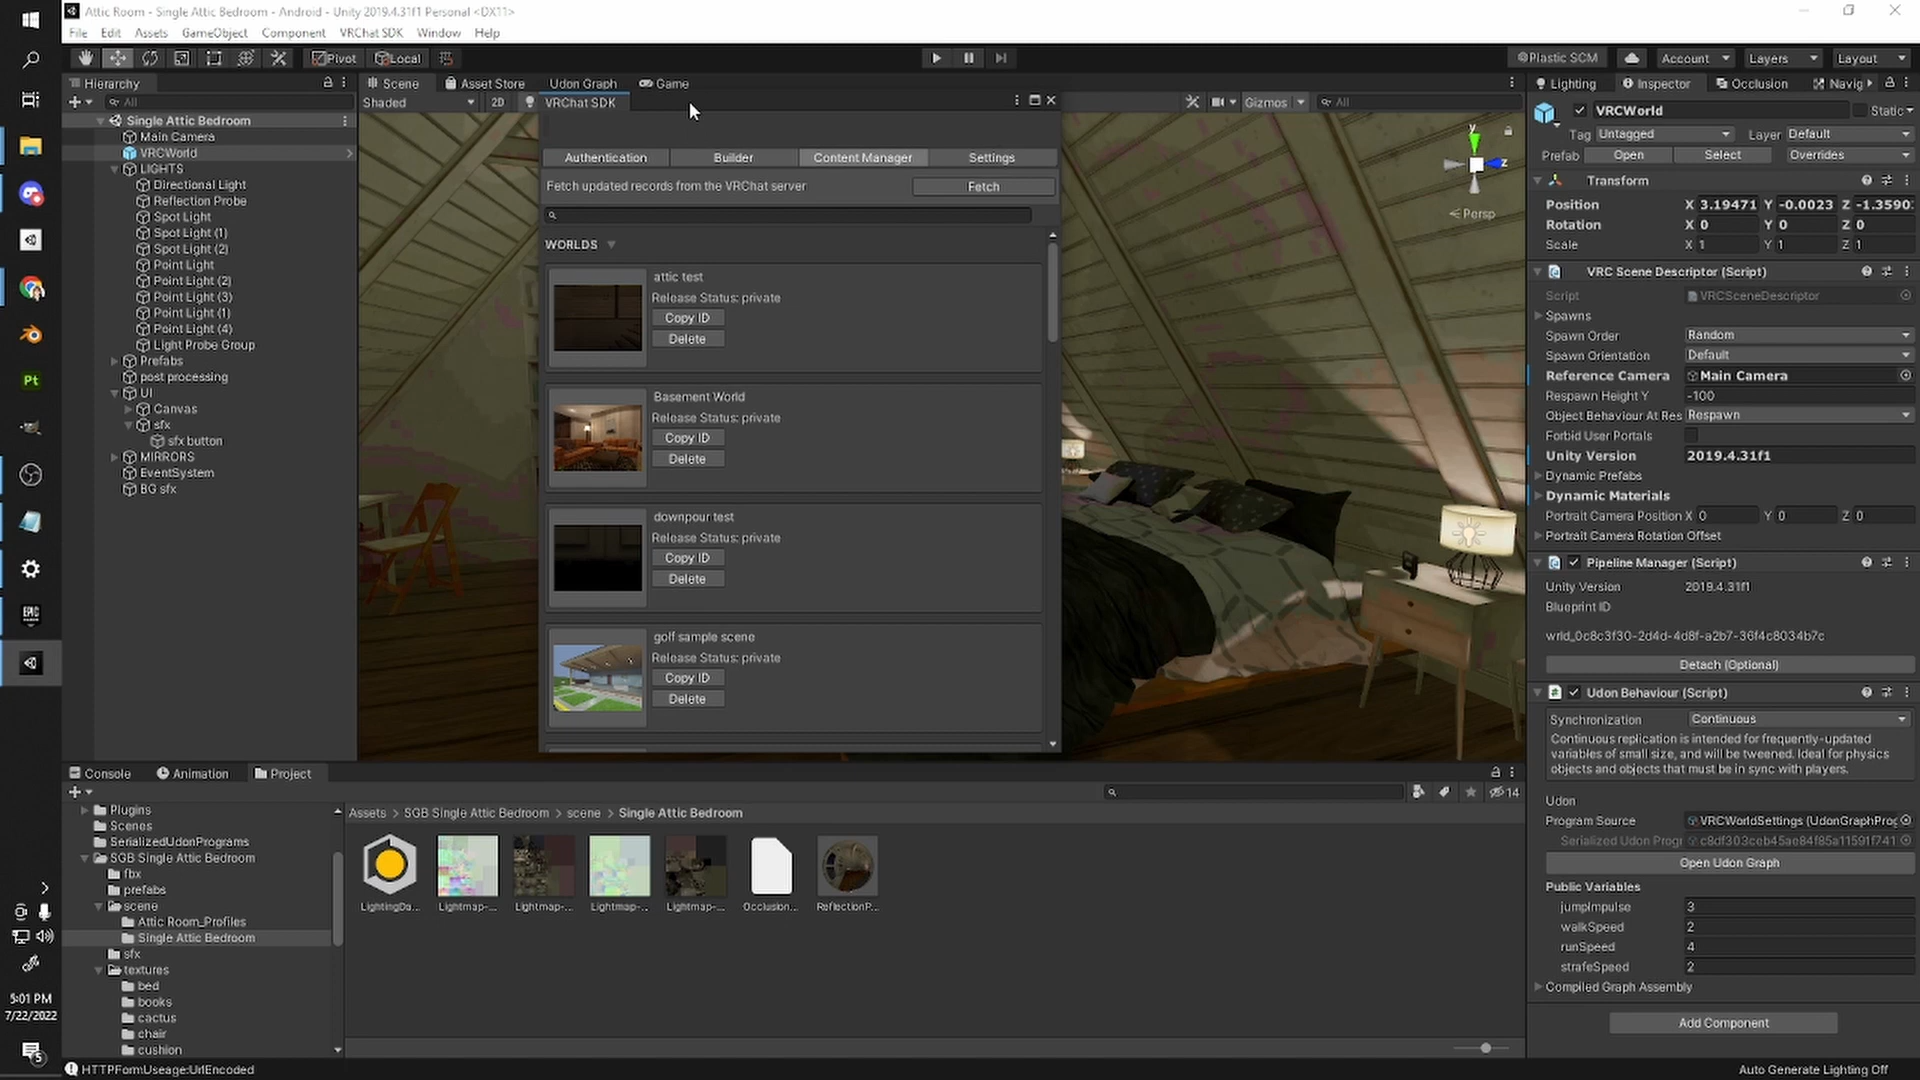 Attic Room - Single Attic Bedroom - Android - Unity 2019.4.31f1 Personal <DX11>
File Edit Assets GameObject Component VRChat SDK Window Help
Pivot Local Plastic SCM Account Layers Layout
Hierarchy
All
Single Attic Bedroom
Main Camera
VRCWorld
LIGHTS
Directional Light
Reflection Probe
Spot Light
Spot Light (1)
Spot Light (2)
Point Light
Point Light (2)
Point Light (3)
Point Light (1)
Point Light (4)
Light Probe Group
Prefabs
post processing
UI
Canvas
sfx
sfx button
MIRRORS
EventSystem
BG sfx
Scene Asset Store Udon Graph Game
Shaded 2D Gizmos All
VRChat SDK
Authentication Builder Content Manager Settings
Fetch updated records from the VRChat server Fetch
WORLDS
attic test
Release Status: private
Copy ID
Delete
Basement World
Release Status: private
Copy ID
Delete
downpour test
Release Status: private
Copy ID
Delete
golf sample scene
Release Status: private
Copy ID
Delete
y
z
Persp
Lighting Inspector Occlusion Navig
VRCWorld Static
Tag Untagged Layer Default
Prefab Open Select Overrides
Transform
Position X 3.19471 Y -0.0023 Z -1.3590
Rotation X 0 Y 0 Z 0
Scale X 1 Y 1 Z 1
VRC Scene Descriptor (Script)
Script VRCSceneDescriptor
Spawns
Spawn Order Random
Spawn Orientation Default
Reference Camera Main Camera
Respawn Height Y -100
Object Behaviour At Res Respawn
Forbid User Portals
Unity Version 2019.4.31f1
Dynamic Prefabs
Dynamic Materials
Portrait Camera Position X 0 Y 0 Z 0
Portrait Camera Rotation Offset
Pipeline Manager (Script)
Unity Version 2019.4.31f1
Blueprint ID
wrld_0c8c3f30-2d4d-4d8f-a2b7-36f4c8034b7c
Detach (Optional)
Udon Behaviour (Script)
Synchronization Continuous
Continuous replication is intended for frequently-updated
variables of small size, and will be tweened. Ideal for physics
objects and objects that must be in sync with players.
Udon
Program Source VRCWorldSettings (UdonGraphProg
Serialized Udon Progr c8df303ceb45ae84f85a11591f741
Open Udon Graph
Public Variables
jumpImpulse 3
walkSpeed 2
runSpeed 4
strafeSpeed 2
Compiled Graph Assembly
Add Component
Console Animation Project
14
Plugins
Scenes
SerializedUdonPrograms
SGB Single Attic Bedroom
fbx
prefabs
scene
Attic Room_Profiles
Single Attic Bedroom
sfx
textures
bed
books
cactus
chair
cushion
Assets > SGB Single Attic Bedroom > scene > Single Attic Bedroom
LightingDa... Lightmap-... Lightmap-... Lightmap-... Lightmap-... Occlusion... ReflectionP...
Pt
EPIC
5:01 PM
7/22/2022
5
HTTPFormUseage:UrlEncoded
Auto Generate Lighting Off